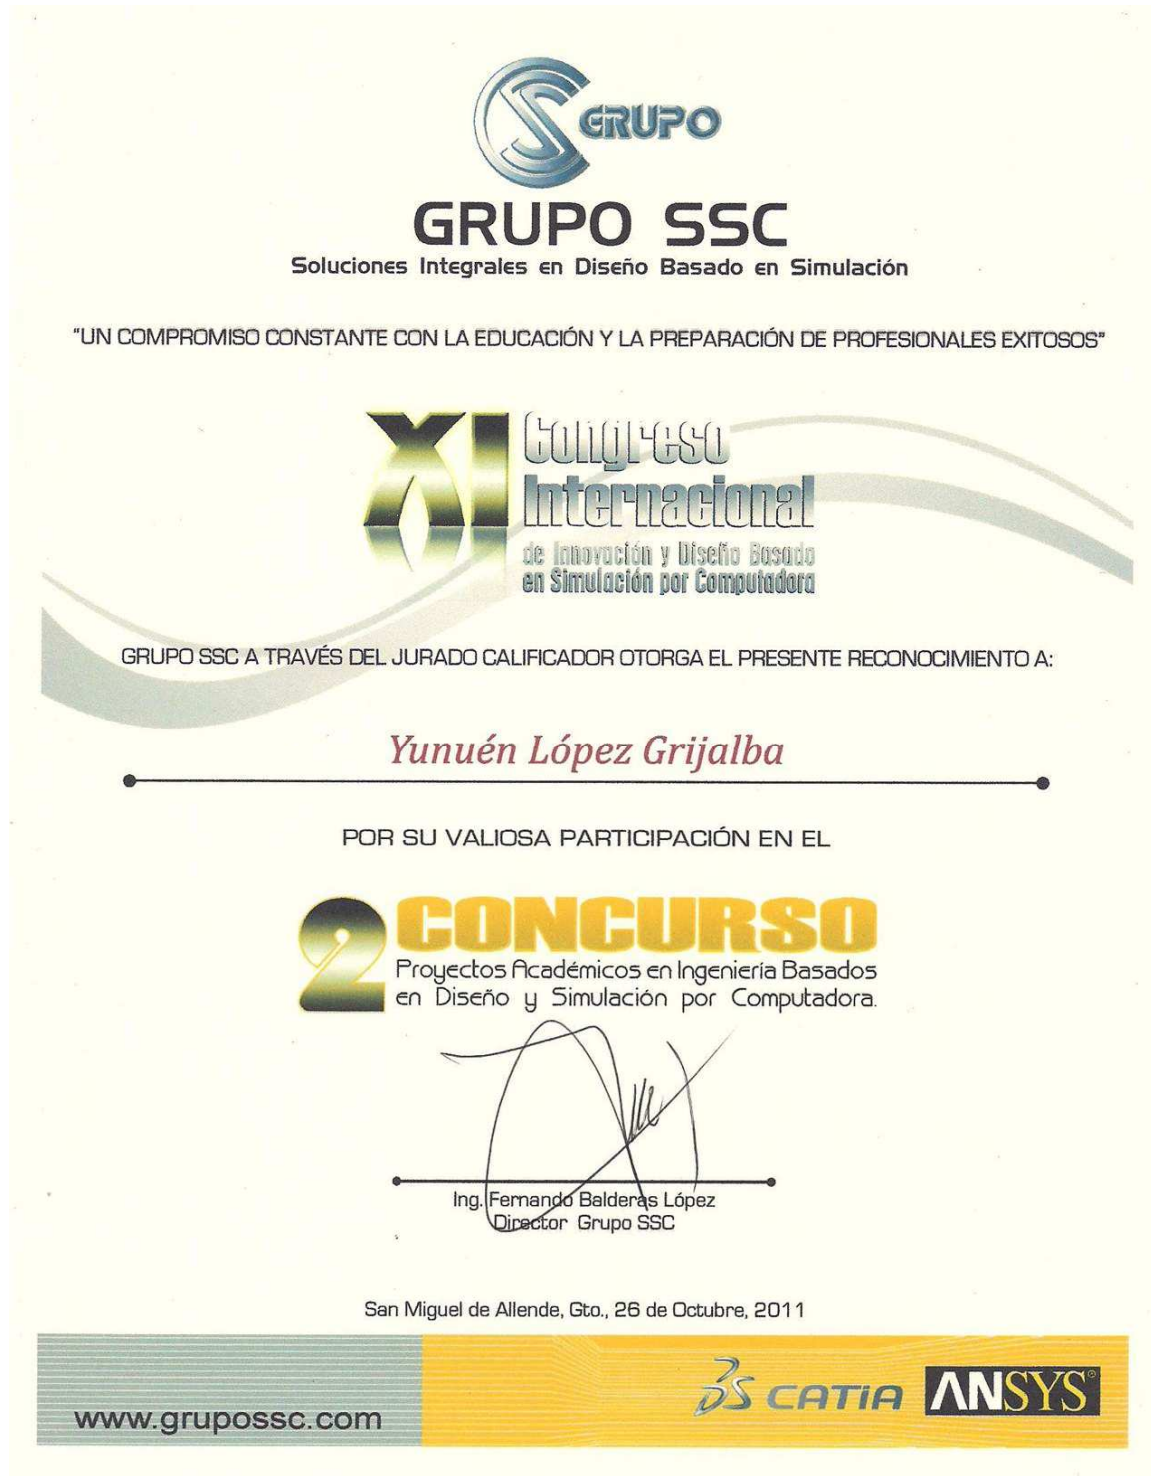 GRUPO
GRUPO SSC
Soluciones Integrales en Diseño Basado en Simulación
"UN COMPROMISO CONSTANTE CON LA EDUCACIÓN Y LA PREPARACIÓN DE PROFESIONALES EXITOSOS"
XI Congreso
Internacional
de Innovación y Diseño Basado
en Simulación por Computadora
GRUPO SSC A TRAVÉS DEL JURADO CALIFICADOR OTORGA EL PRESENTE RECONOCIMIENTO A:
Yunuén López Grijalba
POR SU VALIOSA PARTICIPACIÓN EN EL
2 CONCURSO
Proyectos Académicos en Ingeniería Basados
en Diseño y Simulación por Computadora.
Ing. Fernando Balderas López
Director Grupo SSC
San Miguel de Allende, Gto., 26 de Octubre, 2011
www.grupossc.com
CATIA ANSYS®